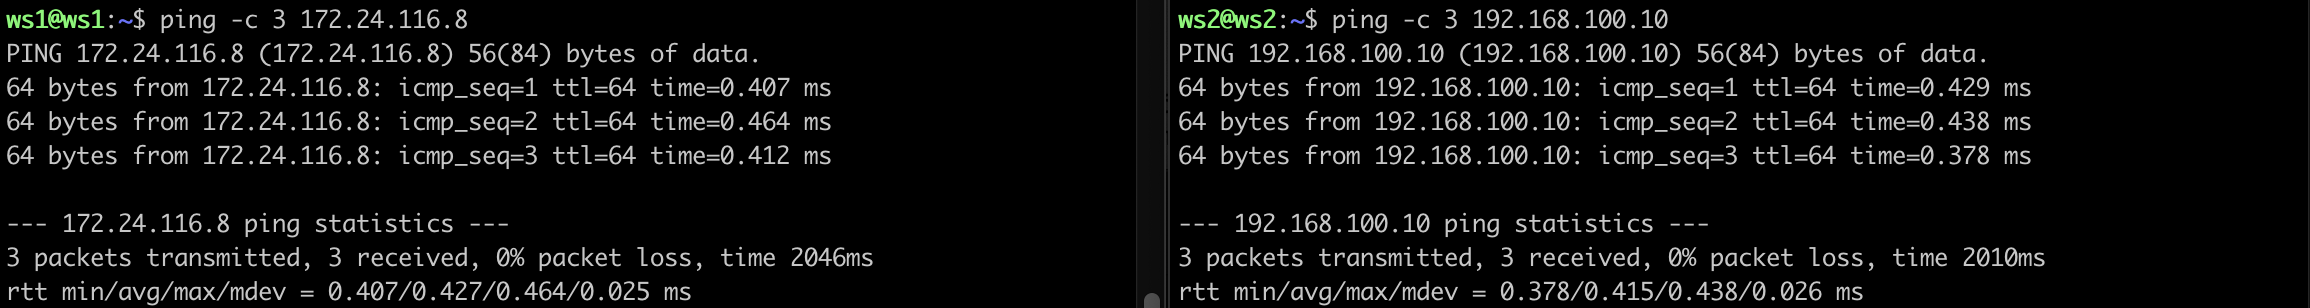 ws1@ws1:~$ ping -c 3 172.24.116.8
PING 172.24.116.8 (172.24.116.8) 56(84) bytes of data.
64 bytes from 172.24.116.8: icmp_seq=1 ttl=64 time=0.407 ms
64 bytes from 172.24.116.8: icmp_seq=2 ttl=64 time=0.464 ms
64 bytes from 172.24.116.8: icmp_seq=3 ttl=64 time=0.412 ms
--- 172.24.116.8 ping statistics ---
3 packets transmitted, 3 received, 0% packet loss, time 2046ms
rtt min/avg/max/mdev = 0.407/0.427/0.464/0.025 ms
ws2@ws2:~$ ping -c 3 192.168.100.10
PING 192.168.100.10 (192.168.100.10) 56(84) bytes of data.
64 bytes from 192.168.100.10: icmp_seq=1 ttl=64 time=0.429 ms
64 bytes from 192.168.100.10: icmp_seq=2 ttl=64 time=0.438 ms
64 bytes from 192.168.100.10: icmp_seq=3 ttl=64 time=0.378 ms
--- 192.168.100.10 ping statistics ---
3 packets transmitted, 3 received, 0% packet loss, time 2010ms
rtt min/avg/max/mdev = 0.378/0.415/0.438/0.026 ms